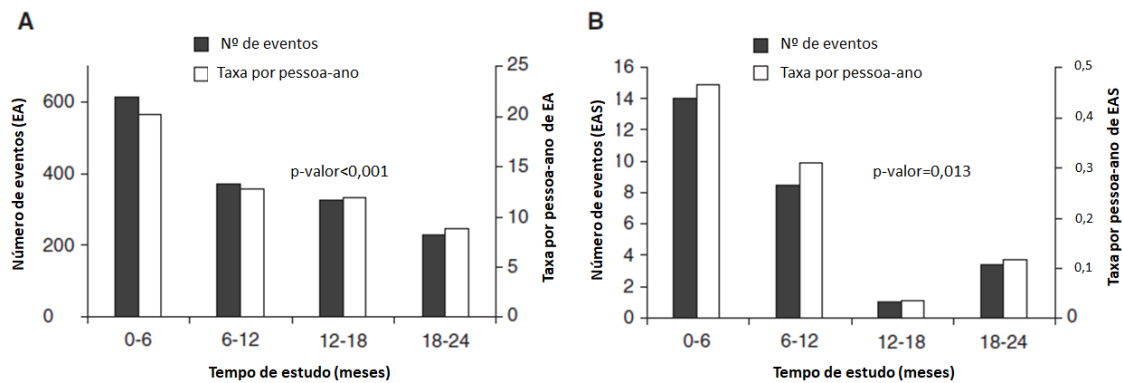 A
Nº de eventos
Taxa por pessoa-ano
Número de eventos (EA)
600
400
200
0
25
20
15
10
5
0
Taxa por pessoa-ano de EA
p-valor<0,001
0-6
6-12
12-18
18-24
Tempo de estudo (meses)
B
Nº de eventos
Taxa por pessoa-ano
Número de eventos (EAS)
16
14
12
10
8
6
4
2
0
0,5
0,4
0,3
0,2
0,1
0
Taxa por pessoa-ano de EAS
p-valor=0,013
0-6
6-12
12-18
18-24
Tempo de estudo (meses)